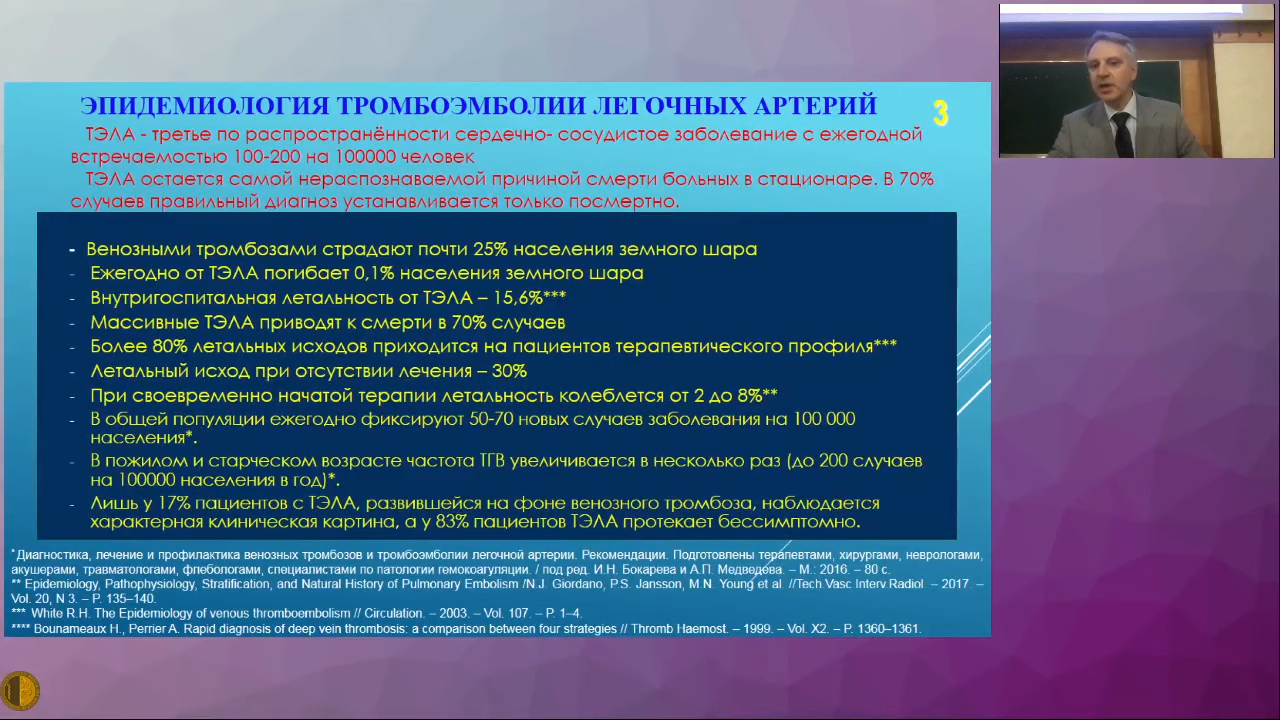 ЭПИДЕМИОЛОГИЯ ТРОМБОЭМБОЛИИ ЛЕГОЧНЫХ АРТЕРИЙ
3
ТЭЛА - третье по распространённости сердечно- сосудистое заболевание с ежегодной
встречаемостью 100-200 на 100000 человек
ТЭЛА остается самой нераспознаваемой причиной смерти больных в стационаре. В 70%
случаев правильный диагноз устанавливается только посмертно.
- Венозными тромбозами страдают почти 25% населения земного шара
- Ежегодно от ТЭЛА погибает 0,1% населения земного шара
- Внутригоспитальная летальность от ТЭЛА – 15,6%***
- Массивные ТЭЛА приводят к смерти в 70% случаев
- Более 80% летальных исходов приходится на пациентов терапевтического профиля***
- Летальный исход при отсутствии лечения – 30%
- При своевременно начатой терапии летальность колеблется от 2 до 8%**
- В общей популяции ежегодно фиксируют 50-70 новых случаев заболевания на 100 000
населения*.
- В пожилом и старческом возрасте частота ТГВ увеличивается в несколько раз (до 200 случаев
на 100000 населения в год)*.
- Лишь у 17% пациентов с ТЭЛА, развившейся на фоне венозного тромбоза, наблюдается
характерная клиническая картина, а у 83% пациентов ТЭЛА протекает бессимптомно.
* Диагностика, лечение и профилактика венозных тромбозов и тромбоэмболии легочной артерии. Рекомендации. Подготовлены терапевтами, хирургами, неврологами,
акушерами, травматологами, флебологами, специалистами по патологии гемокоагуляции. / под ред. И.Н. Бокарева и А.П. Медведева. – М.: 2016. – 80 с.
** Epidemiology, Pathophysiology, Stratification, and Natural History of Pulmonary Embolism /N.J. Giordano, P.S. Jansson, M.N. Young et al. //Tech.Vasc Interv.Radiol. – 2017. –
Vol. 20, N 3. – P. 135–140.
*** White R.H. The Epidemiology of venous thromboembolism // Circulation. – 2003. – Vol. 107. – P. 1–4.
**** Bounameaux H., Perrier A. Rapid diagnosis of deep vein thrombosis: a comparison between four strategies // Thromb Haemost. – 1999. – Vol. X2. – P. 1360–1361.